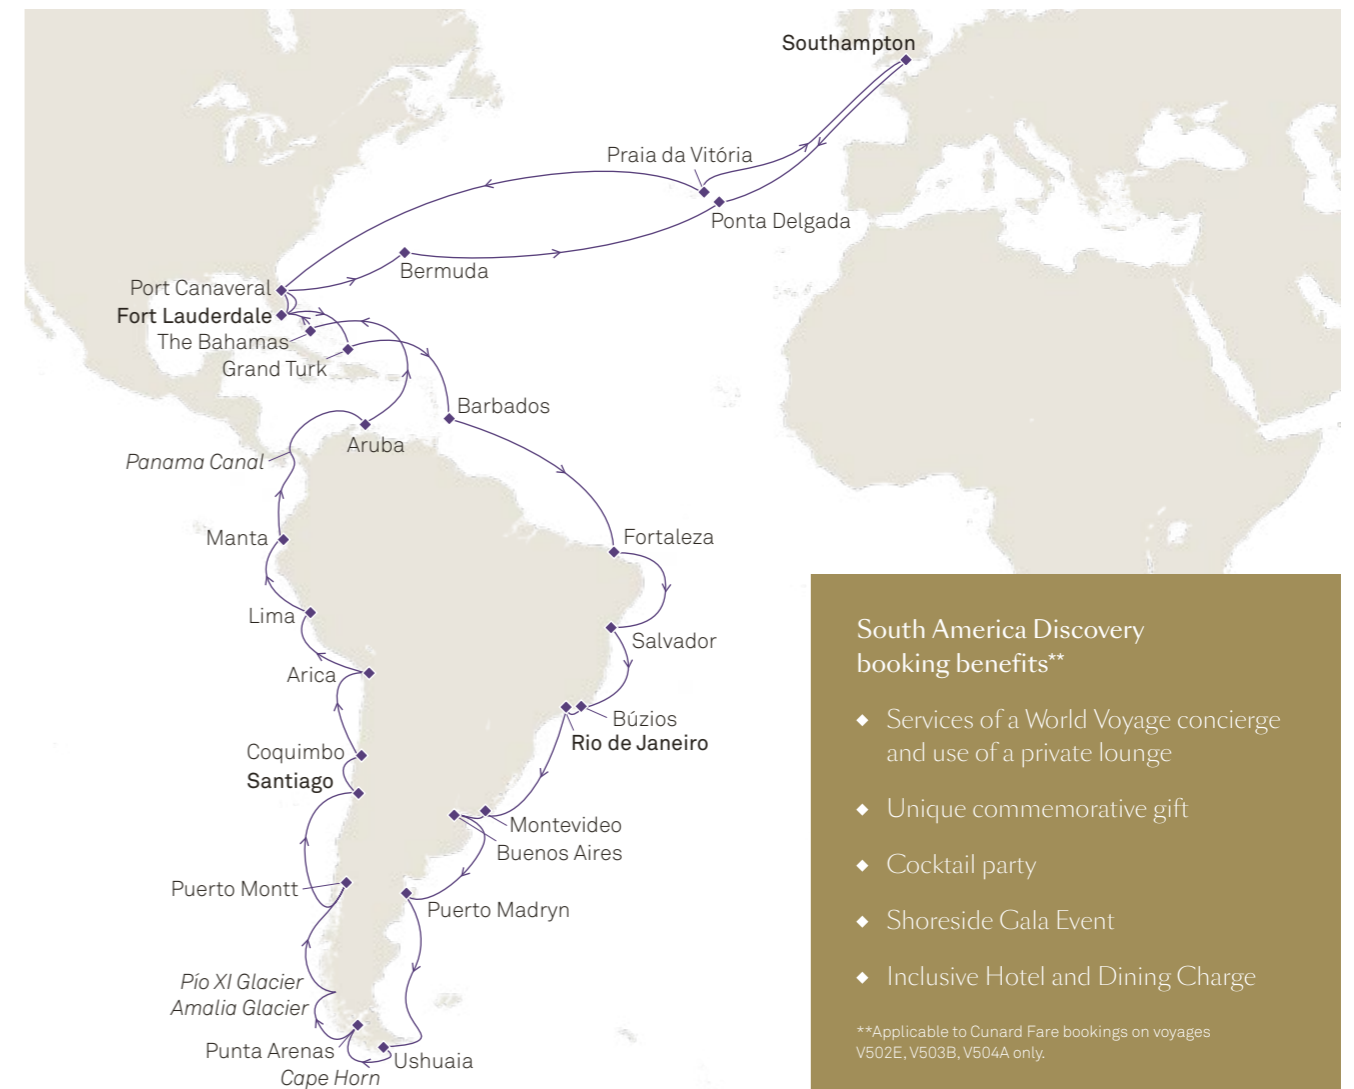 Southampton
Praia da Vitória
Ponta Delgada
Bermuda
Port Canaveral
Fort Lauderdale
The Bahamas
Grand Turk
Barbados
Aruba
Panama Canal
Manta
Fortaleza
Lima
Salvador
Arica
Búzios
Rio de Janeiro
Coquimbo
Santiago
Montevideo
Buenos Aires
Puerto Montt
Puerto Madryn
Pío XI Glacier
Amalia Glacier
Punta Arenas
Ushuaia
Cape Horn
South America Discovery
booking benefits**
Services of a World Voyage concierge
and use of a private lounge
Unique commemorative gift
Cocktail party
Shoreside Gala Event
Inclusive Hotel and Dining Charge
**Applicable to Cunard Fare bookings on voyages
V502E, V503B, V504A only.